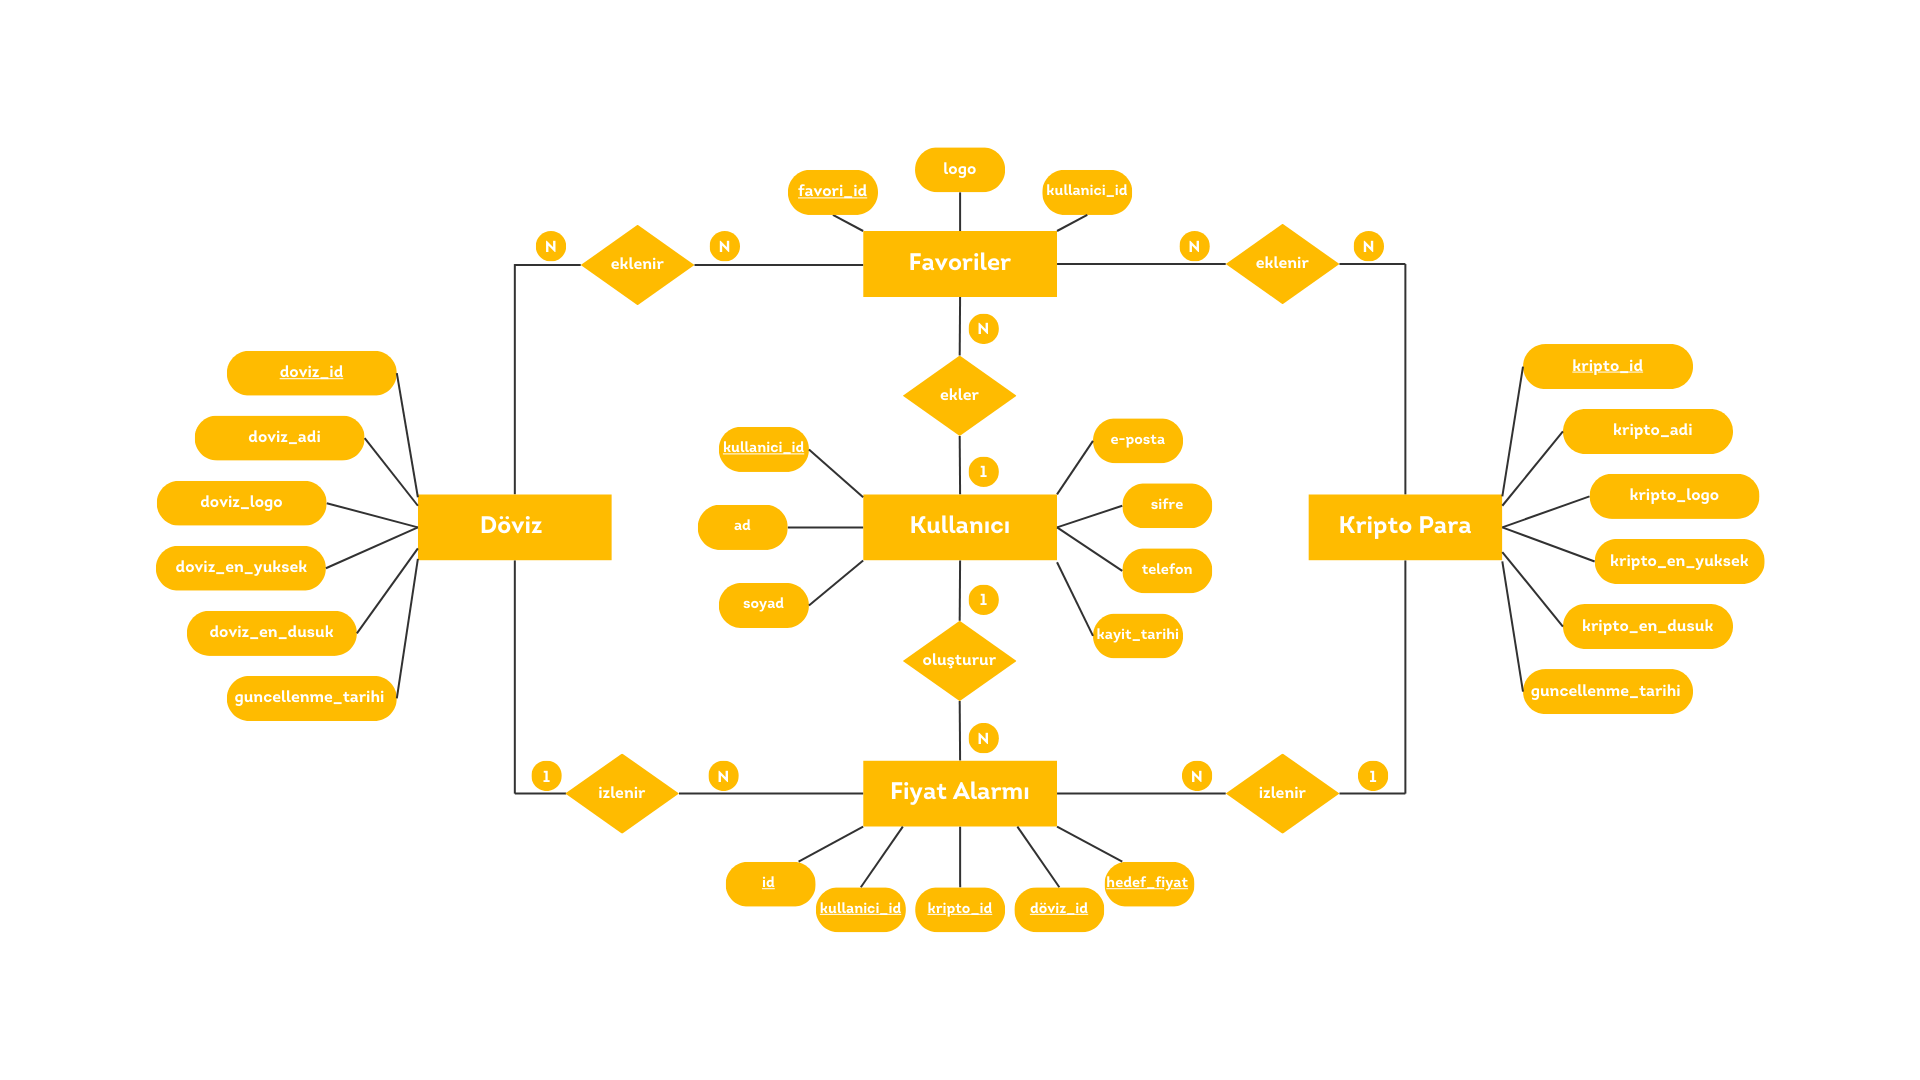 logo
favori_id
kullanici_id
N
eklenir
N
Favoriler
N
eklenir
N
N
ekler
1
doviz_id
doviz_adi
doviz_logo
doviz_en_yuksek
doviz_en_dusuk
guncellenme_tarihi
Döviz
kullanici_id
ad
soyad
Kullanıcı
e-posta
sifre
telefon
kayit_tarihi
Kripto Para
kripto_id
kripto_adi
kripto_logo
kripto_en_yuksek
kripto_en_dusuk
guncellenme_tarihi
1
oluşturur
N
1
izlenir
N
Fiyat Alarmı
N
izlenir
1
id
kullanici_id
kripto_id
döviz_id
hedef_fiyat